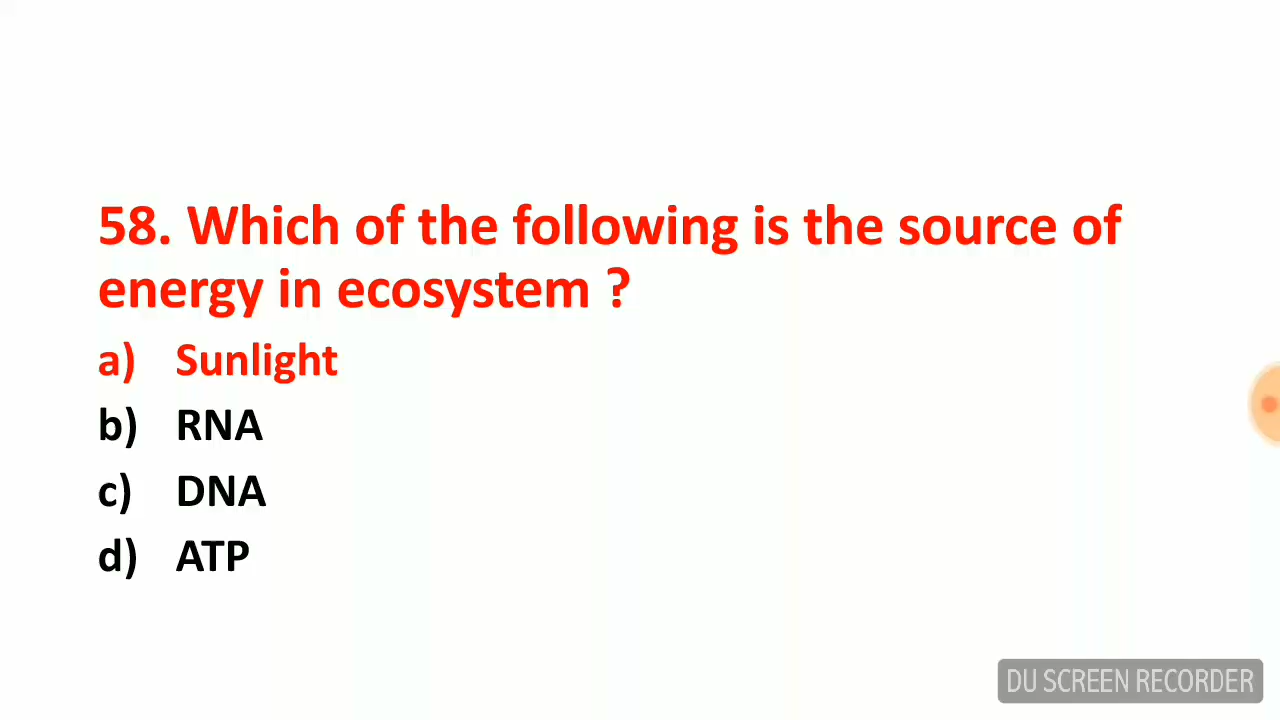 58. Which of the following is the source of
energy in ecosystem ?
a) Sunlight
b) RNA
c) DNA
d) ATP
DU SCREEN RECORDER